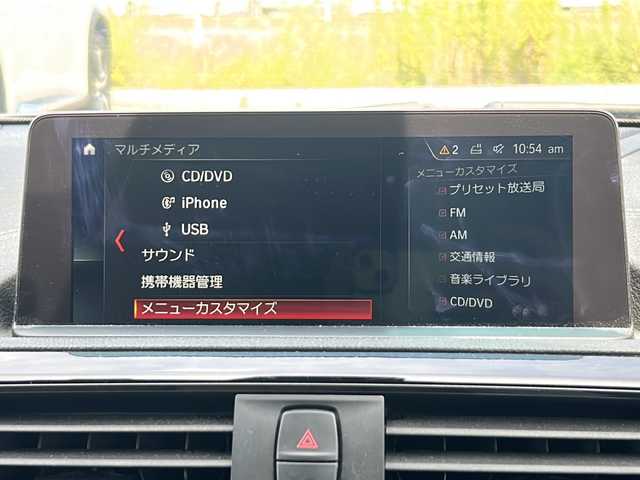 マルチメディア
2 10:54 am
CD/DVD
iPhone
USB
サウンド
携帯機器管理
メニューカスタマイズ
メニューカスタマイズ
プリセット放送局
FM
AM
交通情報
音楽ライブラリ
CD/DVD